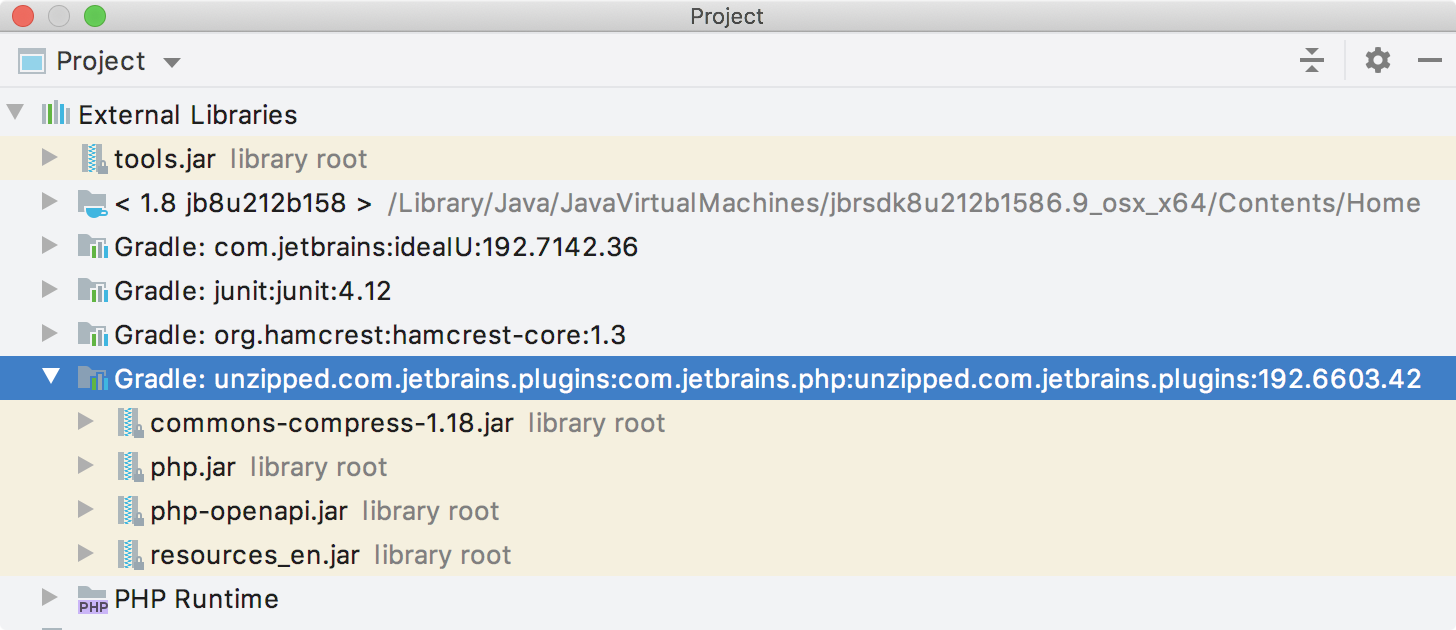 Project
Project
External Libraries
tools.jar library root
< 1.8 jb8u212b158 > /Library/Java/JavaVirtualMachines/jbrsdk8u212b1586.9_osx_x64/Contents/Home
Gradle: com.jetbrains:ideaIU:192.7142.36
Gradle: junit:junit:4.12
Gradle: org.hamcrest:hamcrest-core:1.3
Gradle: unzipped.com.jetbrains.plugins:com.jetbrains.php:unzipped.com.jetbrains.plugins:192.6603.42
commons-compress-1.18.jar library root
php.jar library root
php-openapi.jar library root
resources_en.jar library root
PHP PHP Runtime